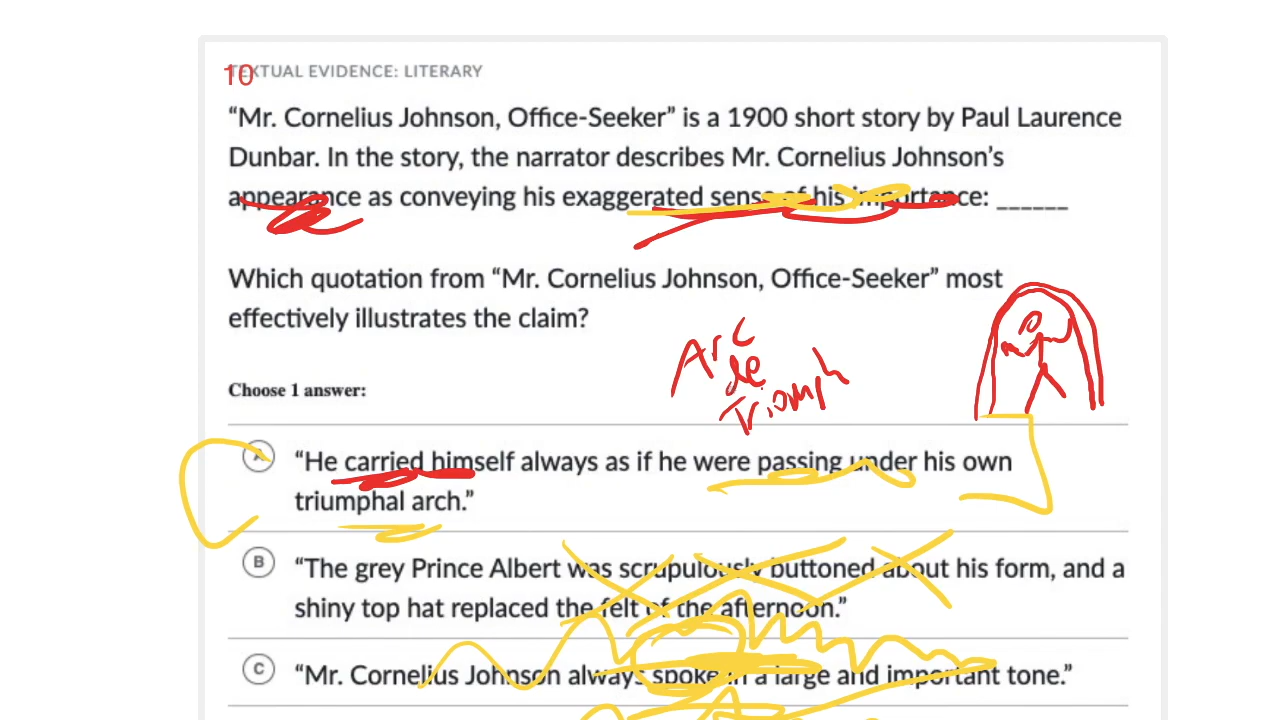 10
TEXTUAL EVIDENCE: LITERARY
“Mr. Cornelius Johnson, Office-Seeker” is a 1900 short story by Paul Laurence
Dunbar. In the story, the narrator describes Mr. Cornelius Johnson’s
appearance as conveying his exaggerated sense of his importance: ______
Which quotation from “Mr. Cornelius Johnson, Office-Seeker” most
effectively illustrates the claim?
Arc
de
Triomph
Choose 1 answer:
A “He carried himself always as if he were passing under his own
triumphal arch.”
B “The grey Prince Albert was scrupulously buttoned about his form, and a
shiny top hat replaced the felt of the afternoon.”
C “Mr. Cornelius Johnson always spoke in a large and important tone.”